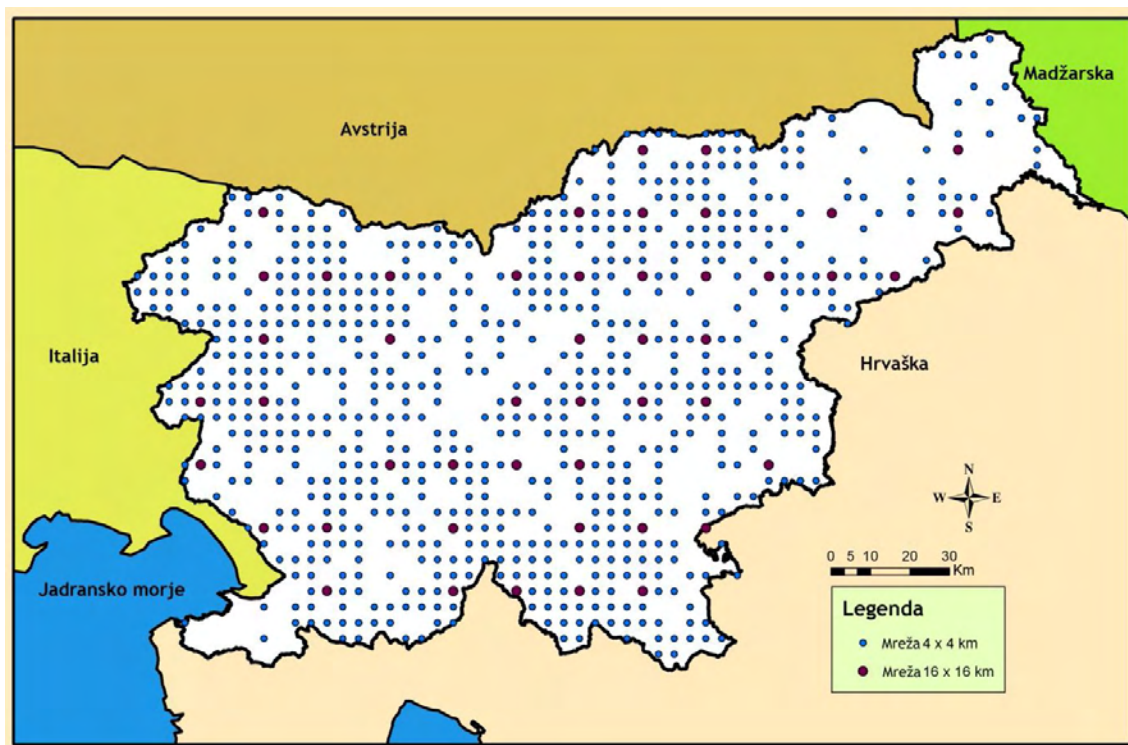 Madžarska
Avstrija
Italija
Hrvaška
N
W E
S
0 5 10 20 30
Km
Jadransko morje
Legenda
Mreža 4 x 4 km
Mreža 16 x 16 km